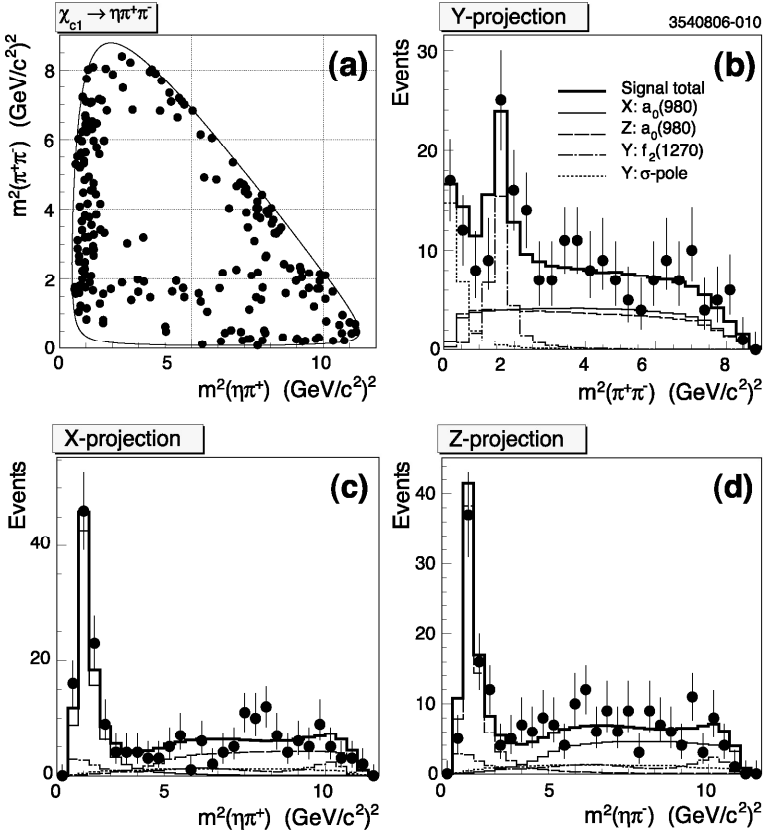 χc1 → ηπ⁺π⁻
Y-projection
3540806-010
m²(π⁺π⁻) (GeV/c²)²
(a)
8
6
4
2
0
0
5
10
m²(ηπ⁺) (GeV/c²)²
Events
(b)
30
20
10
0
Signal total
X: a₀(980)
Z: a₀(980)
Y: f₂(1270)
Y: σ-pole
0
2
4
6
8
m²(π⁺π⁻) (GeV/c²)²
X-projection
Events
(c)
40
20
0
0
5
10
m²(ηπ⁺) (GeV/c²)²
Z-projection
Events
(d)
40
30
20
10
0
0
5
10
m²(ηπ⁻) (GeV/c²)²